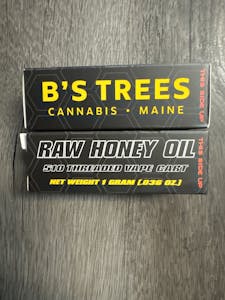 B'S TREES
CANNABIS • MAINE
THIS SIDE UP
RAW HONEY OIL
510 THREADED VAPE CART
NET WEIGHT 1 GRAM (.036 OZ.)
THIS SIDE UP